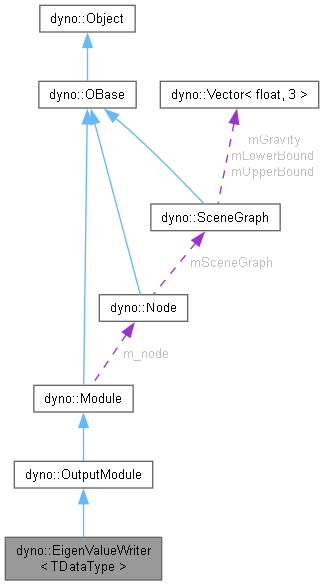 dyno::Object
dyno::OBase
dyno::Vector< float, 3 >
mGravity
mLowerBound
mUpperBound
dyno::SceneGraph
mSceneGraph
dyno::Node
m_node
dyno::Module
dyno::OutputModule
dyno::EigenValueWriter
< TDataType >